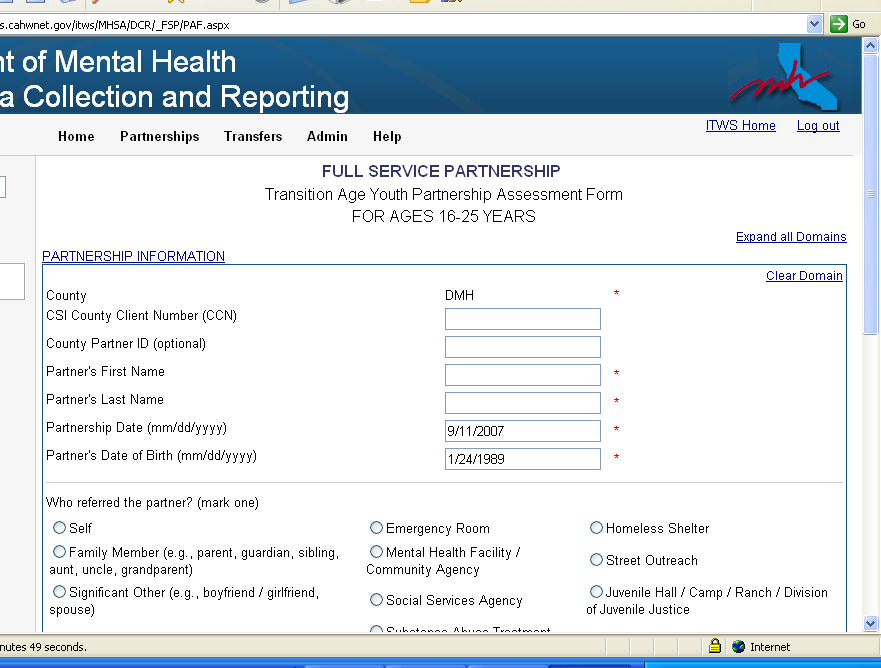 s.cahwnet.gov/itws/MHSA/DCR/_FSP/PAF.aspx
Go
nt of Mental Health
a Collection and Reporting
mh
Home Partnerships Transfers Admin Help
ITWS Home Log out
FULL SERVICE PARTNERSHIP
Transition Age Youth Partnership Assessment Form
FOR AGES 16-25 YEARS
Expand all Domains
PARTNERSHIP INFORMATION
Clear Domain
County DMH *
CSI County Client Number (CCN)
County Partner ID (optional)
Partner's First Name *
Partner's Last Name *
Partnership Date (mm/dd/yyyy) 9/11/2007 *
Partner's Date of Birth (mm/dd/yyyy) 1/24/1989 *
Who referred the partner? (mark one)
Self
Family Member (e.g., parent, guardian, sibling,
aunt, uncle, grandparent)
Significant Other (e.g., boyfriend / girlfriend,
spouse)
Emergency Room
Mental Health Facility /
Community Agency
Social Services Agency
Substance Abuse Treatment
Homeless Shelter
Street Outreach
Juvenile Hall / Camp / Ranch / Division
of Juvenile Justice
nutes 49 seconds.
Internet